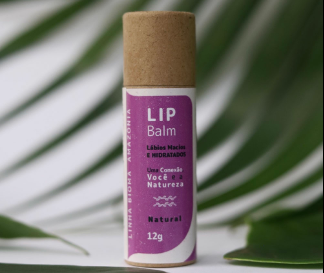 LINHA BIOMA AMAZÔNIA
LIP
Balm
Lábios Macios
E HIDRATADOS
Uma Conexão
Você e a
Natureza
Natural
12g